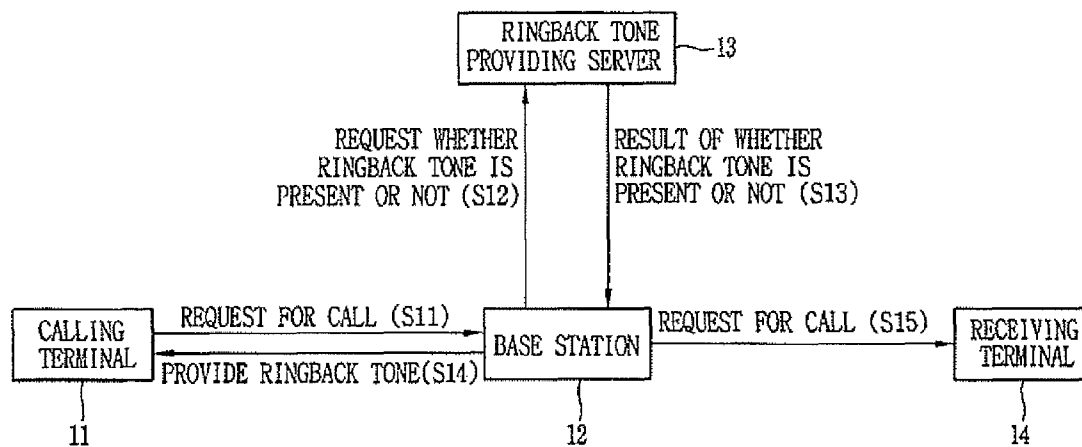 RINGBACK TONE
PROVIDING SERVER
13
REQUEST WHETHER
RINGBACK TONE IS
PRESENT OR NOT (S12)
RESULT OF WHETHER
RINGBACK TONE IS
PRESENT OR NOT (S13)
CALLING
TERMINAL
REQUEST FOR CALL (S11)
PROVIDE RINGBACK TONE(S14)
BASE STATION
REQUEST FOR CALL (S15)
RECEIVING
TERMINAL
11
12
14